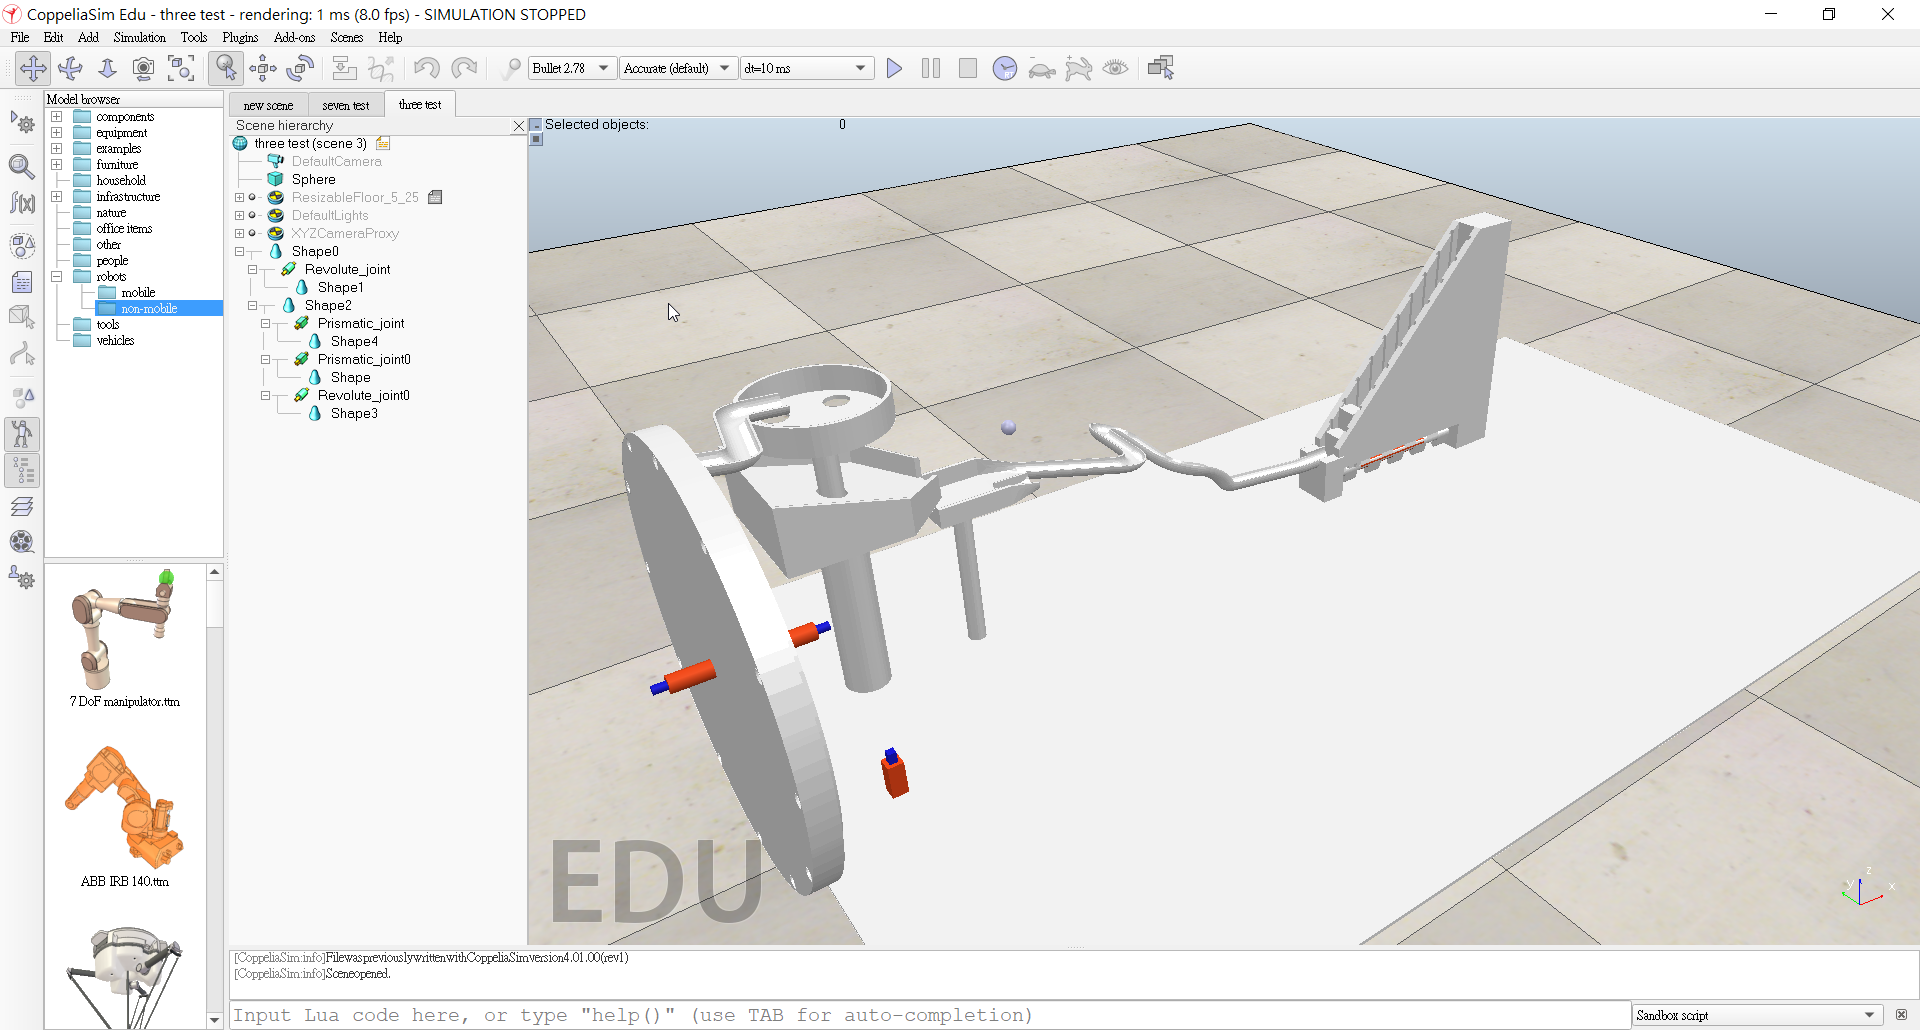 CoppeliaSim Edu - three test - rendering: 1 ms (8.0 fps) - SIMULATION STOPPED
File Edit Add Simulation Tools Plugins Add-ons Scenes Help
Bullet 2.78 Accurate (default) dt=10 ms
Model browser
components
equipment
examples
furniture
household
infrastructure
nature
office items
other
people
robots
mobile
non-mobile
tools
vehicles
7 DoF manipulator.ttm
ABB IRB 140.ttm
new scene seven test three test
Scene hierarchy
three test (scene 3)
DefaultCamera
Sphere
ResizableFloor_5_25
DefaultLights
XYZCameraProxy
Shape0
Revolute_joint
Shape1
Shape2
Prismatic_joint
Shape4
Prismatic_joint0
Shape
Revolute_joint0
Shape3
Selected objects: 0
EDU
z
y
x
[CoppeliaSim:info]Filewaspreviouslywrittenwith CoppeliaSimversion4.01.00(rev1)
[CoppeliaSim:info]Sceneopened.
Input Lua code here, or type "help()" (use TAB for auto-completion)
Sandbox script